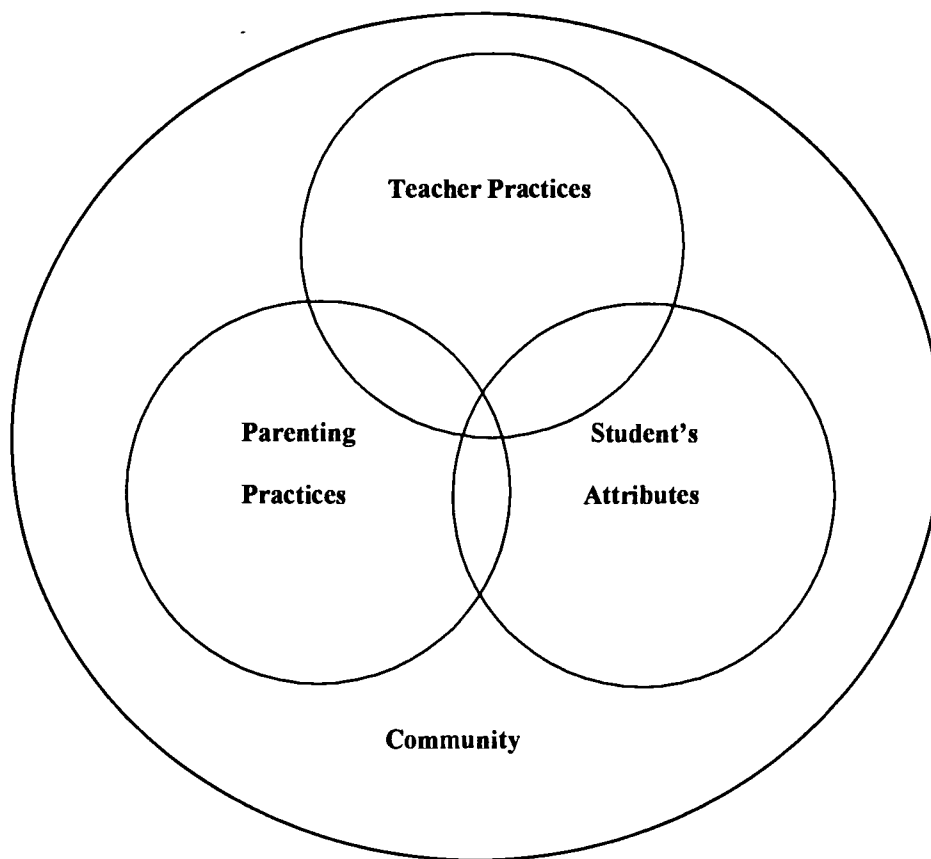 Teacher Practices
Parenting
Practices
Student's
Attributes
Community